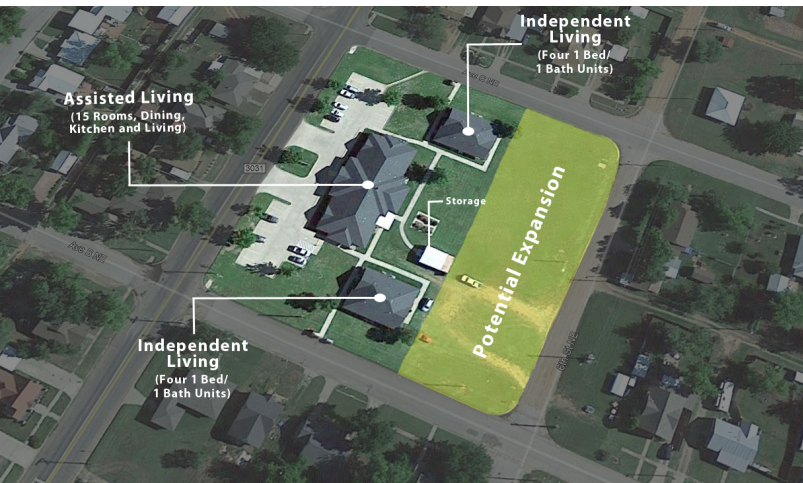 Independent
Living
(Four 1 Bed/
1 Bath Units)
Assisted Living
(15 Rooms, Dining,
Kitchen and Living)
3031
Storage
Potential Expansion
Independent
Living
(Four 1 Bed/
1 Bath Units)